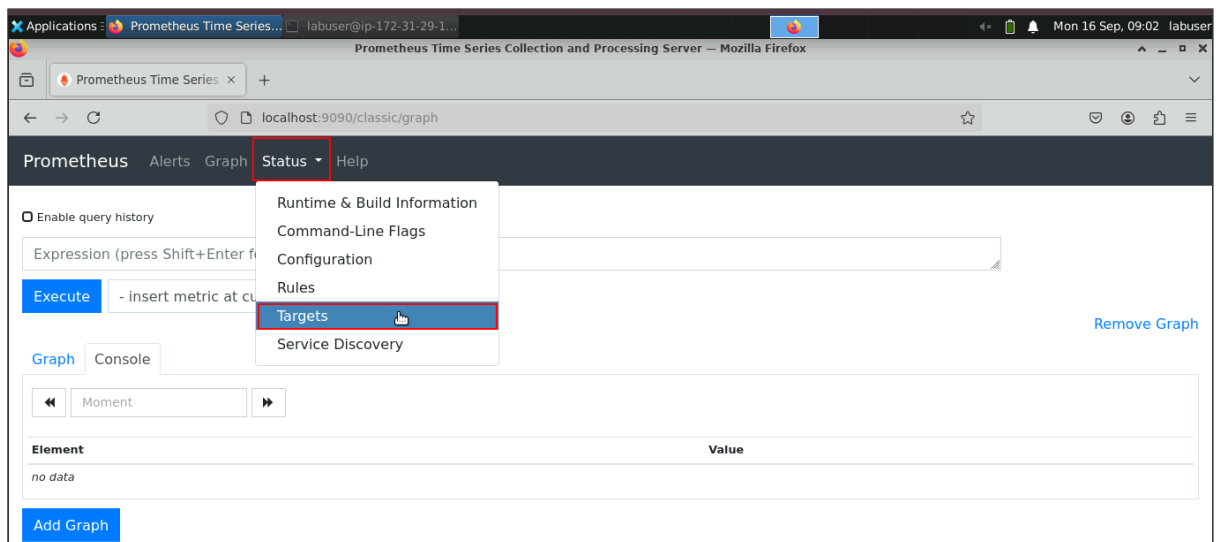 Applications Prometheus Time Series... labuser@ip-172-31-29-1... Mon 16 Sep, 09:02 labuser
Prometheus Time Series Collection and Processing Server — Mozilla Firefox
Prometheus Time Series
localhost:9090/classic/graph
Prometheus Alerts Graph Status Help
Runtime & Build Information
Enable query history
Command-Line Flags
Expression (press Shift+Enter f
Configuration
Rules
Execute - insert metric at cu
Targets
Remove Graph
Service Discovery
Graph Console
Moment
Element Value
no data
Add Graph